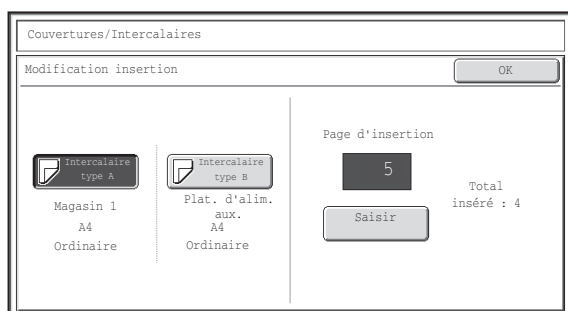 Couvertures/Intercalaires
Modification insertion
OK
Intercalaire
type A
Magasin 1
A4
Ordinaire
Intercalaire
type B
Plat. d'alim.
aux.
A4
Ordinaire
Page d'insertion
5
Saisir
Total
inséré : 4